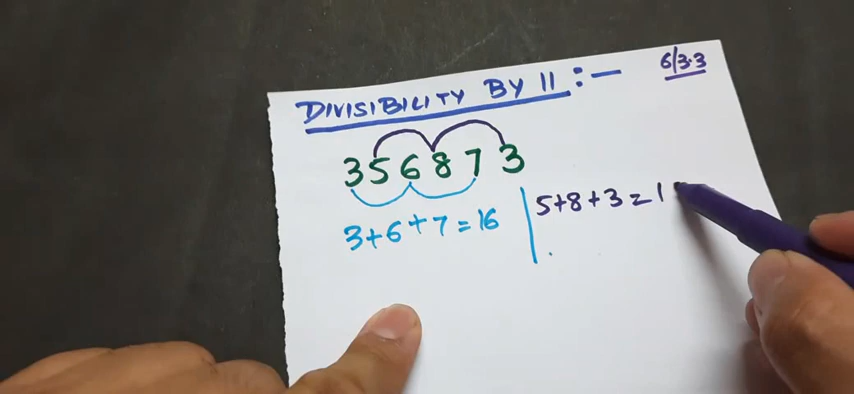 6/3.3
DIVISIBILITY BY 11 :-
356873
3+6+7=16
5+8+3=1